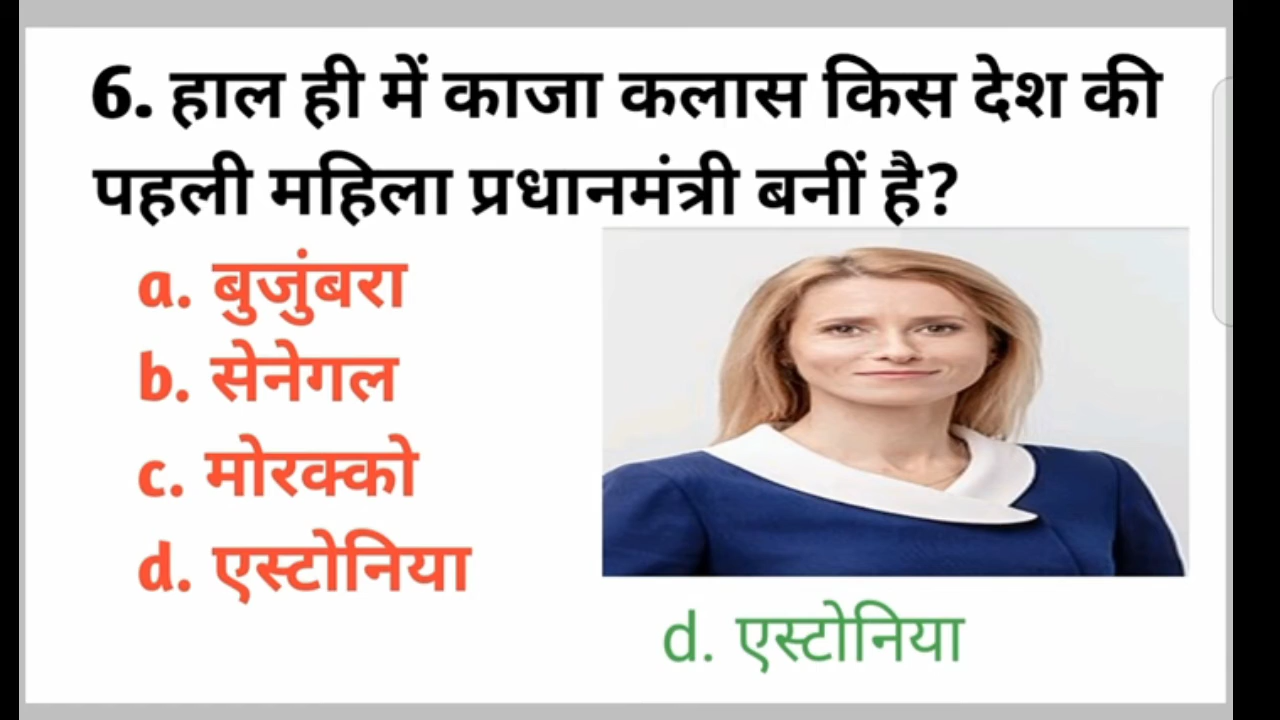 6. हाल ही में काजा कलास किस देश की
पहली महिला प्रधानमंत्री बनीं है?
a. बुजुंबरा
b. सेनेगल
c. मोरक्को
d. एस्टोनिया
d. एस्टोनिया